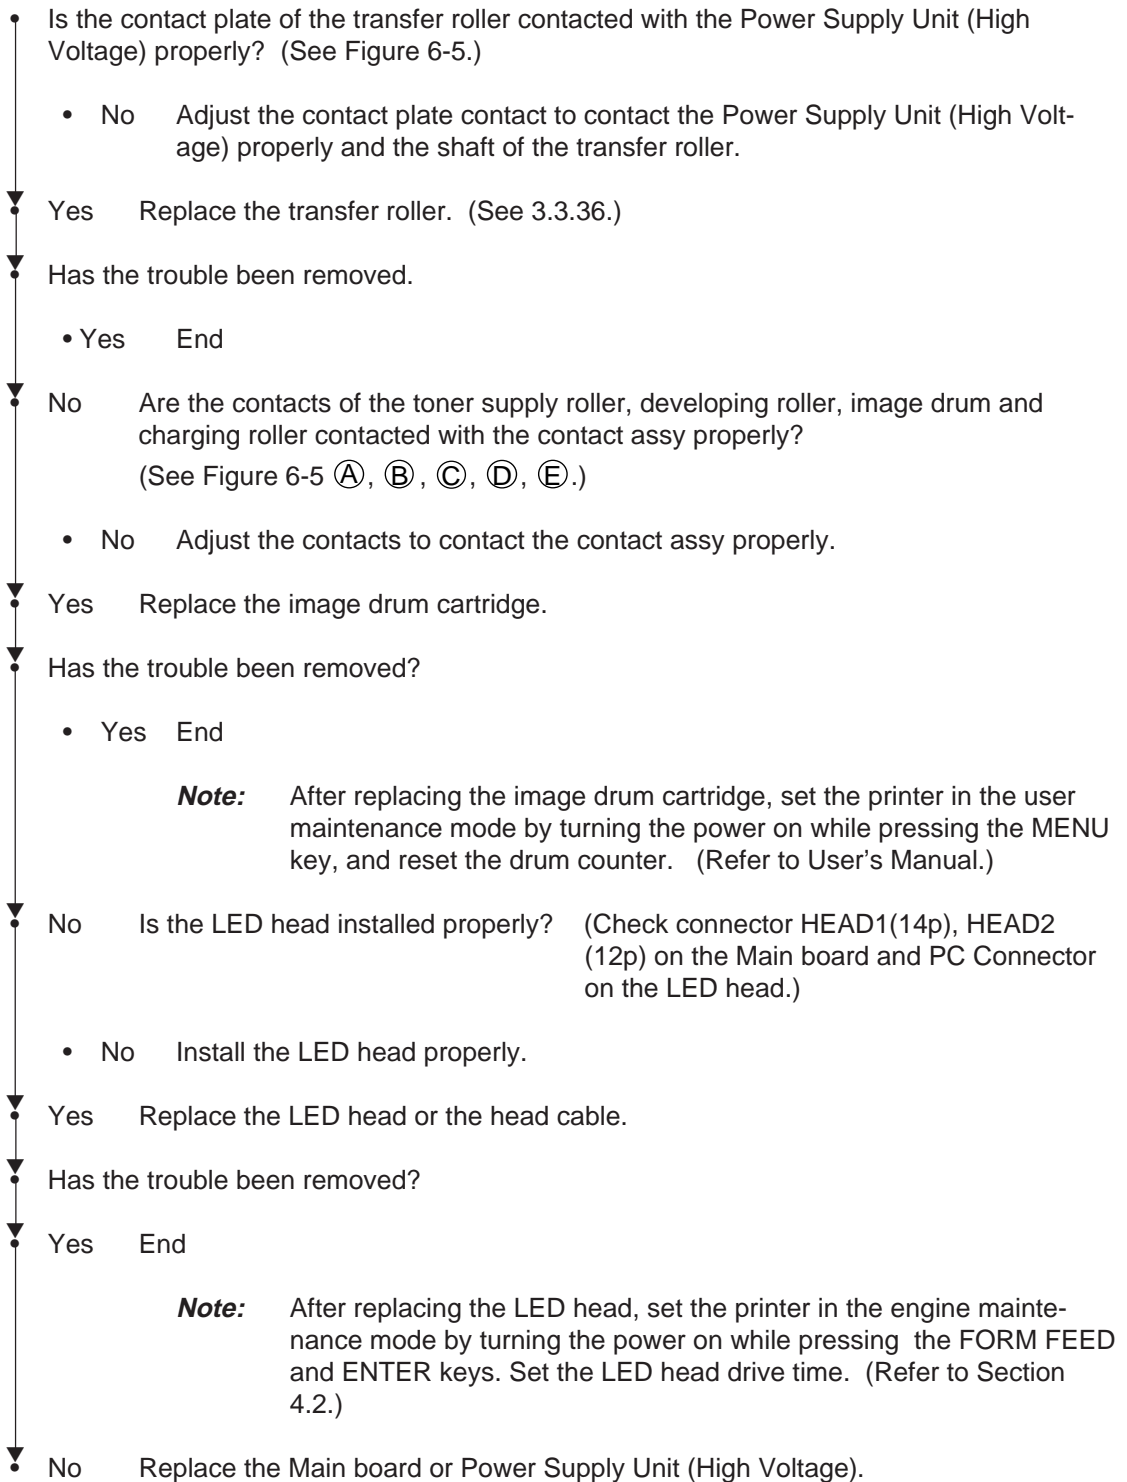 • Is the contact plate of the transfer roller contacted with the Power Supply Unit (High
Voltage) properly? (See Figure 6-5.)
• No Adjust the contact plate contact to contact the Power Supply Unit (High Volt-
age) properly and the shaft of the transfer roller.
• Yes Replace the transfer roller. (See 3.3.36.)
• Has the trouble been removed.
• Yes End
• No Are the contacts of the toner supply roller, developing roller, image drum and
charging roller contacted with the contact assy properly?
(See Figure 6-5 Ⓐ, Ⓑ, Ⓒ, Ⓓ, Ⓔ.)
• No Adjust the contacts to contact the contact assy properly.
• Yes Replace the image drum cartridge.
• Has the trouble been removed?
• Yes End
Note: After replacing the image drum cartridge, set the printer in the user
maintenance mode by turning the power on while pressing the MENU
key, and reset the drum counter. (Refer to User's Manual.)
• No Is the LED head installed properly? (Check connector HEAD1(14p), HEAD2
(12p) on the Main board and PC Connector
on the LED head.)
• No Install the LED head properly.
• Yes Replace the LED head or the head cable.
• Has the trouble been removed?
• Yes End
Note: After replacing the LED head, set the printer in the engine mainte-
nance mode by turning the power on while pressing the FORM FEED
and ENTER keys. Set the LED head drive time. (Refer to Section
4.2.)
• No Replace the Main board or Power Supply Unit (High Voltage).